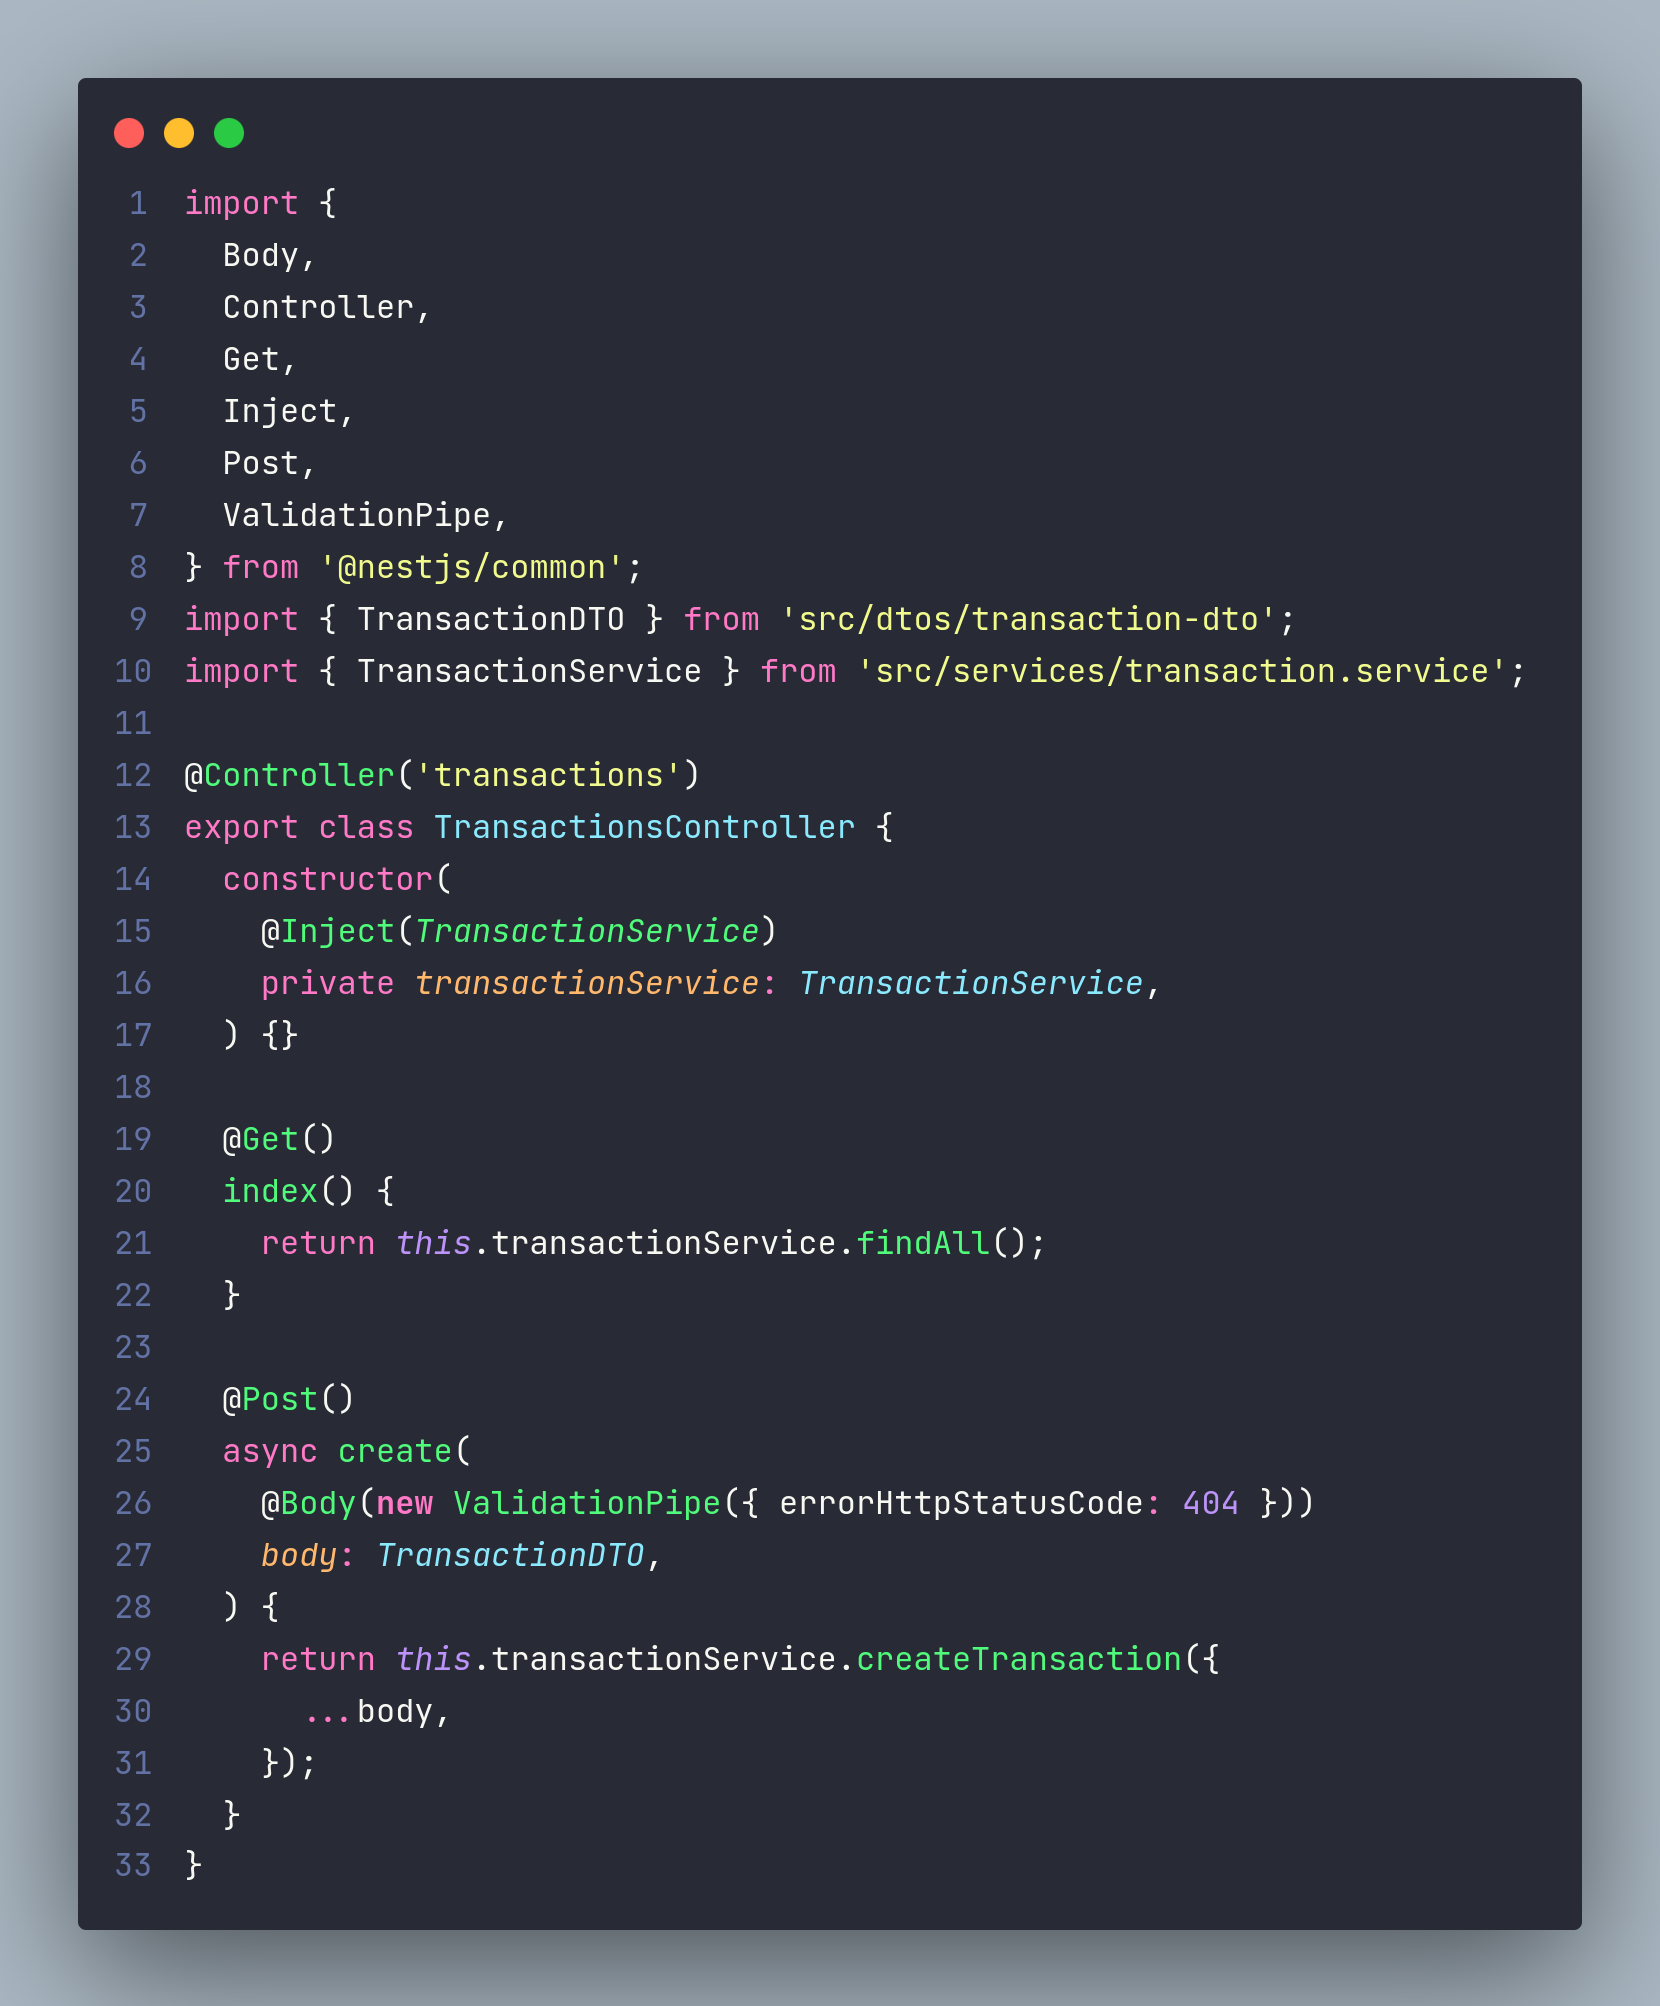 1 import {
2   Body,
3   Controller,
4   Get,
5   Inject,
6   Post,
7   ValidationPipe,
8 } from '@nestjs/common';
9 import { TransactionDTO } from 'src/dtos/transaction-dto';
10 import { TransactionService } from 'src/services/transaction.service';
11
12 @Controller('transactions')
13 export class TransactionsController {
14   constructor(
15     @Inject(TransactionService)
16     private transactionService: TransactionService,
17   ) {}
18
19   @Get()
20   index() {
21     return this.transactionService.findAll();
22   }
23
24   @Post()
25   async create(
26     @Body(new ValidationPipe({ errorHttpStatusCode: 404 }))
27     body: TransactionDTO,
28   ) {
29     return this.transactionService.createTransaction({
30       ...body,
31     });
32   }
33 }